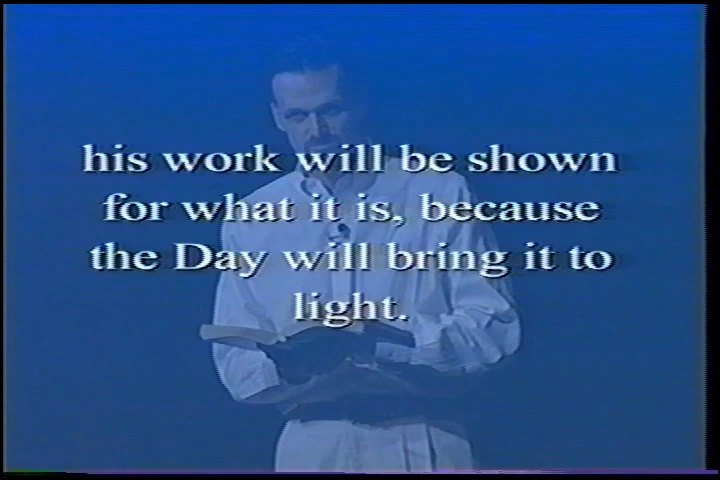 his work will be shown
for what it is, because
the Day will bring it to
light.